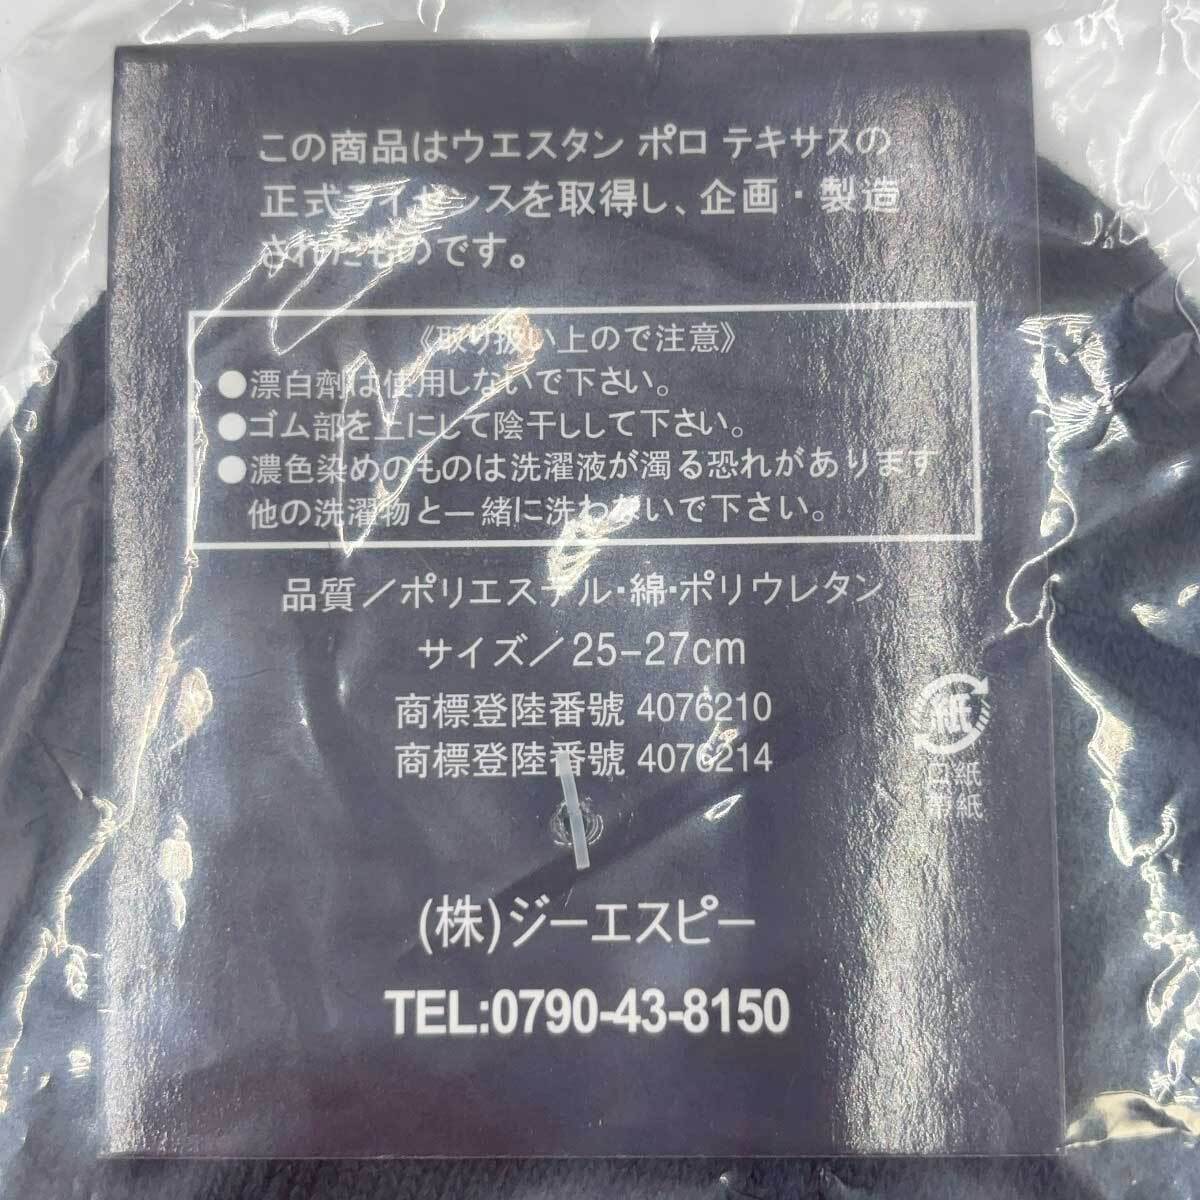 この商品はウエスタン ポロ テキサスの
正式ライセンスを取得し、企画・製造
されたものです。
《取り扱い上ので注意》
●漂白劑は使用しないで下さい。
●ゴム部を上にして陰干しして下さい。
●濃色染めのものは洗濯液が濁る恐れがあります
他の洗濯物と一緒に洗わないで下さい。
品質／ポリエステル・綿・ポリウレタン
サイズ／25-27cm
商標登陸番號 4076210
商標登陸番號 4076214
紙
口紙
帯紙
(株)ジーエスピー
TEL:0790-43-8150